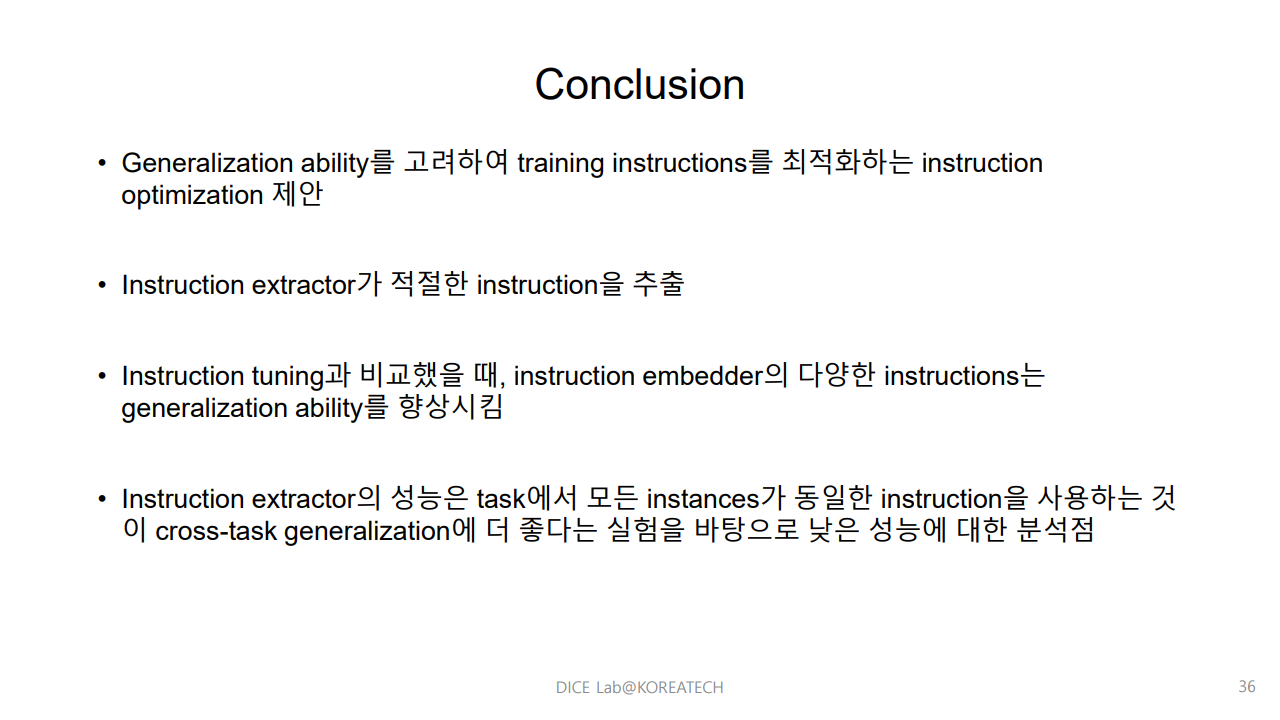 Conclusion
• Generalization ability를 고려하여 training instructions를 최적화하는 instruction
optimization 제안
• Instruction extractor가 적절한 instruction을 추출
• Instruction tuning과 비교했을 때, instruction embedder의 다양한 instructions는
generalization ability를 향상시킴
• Instruction extractor의 성능은 task에서 모든 instances가 동일한 instruction을 사용하는 것
이 cross-task generalization에 더 좋다는 실험을 바탕으로 낮은 성능에 대한 분석점
DICE Lab@KOREATECH
36